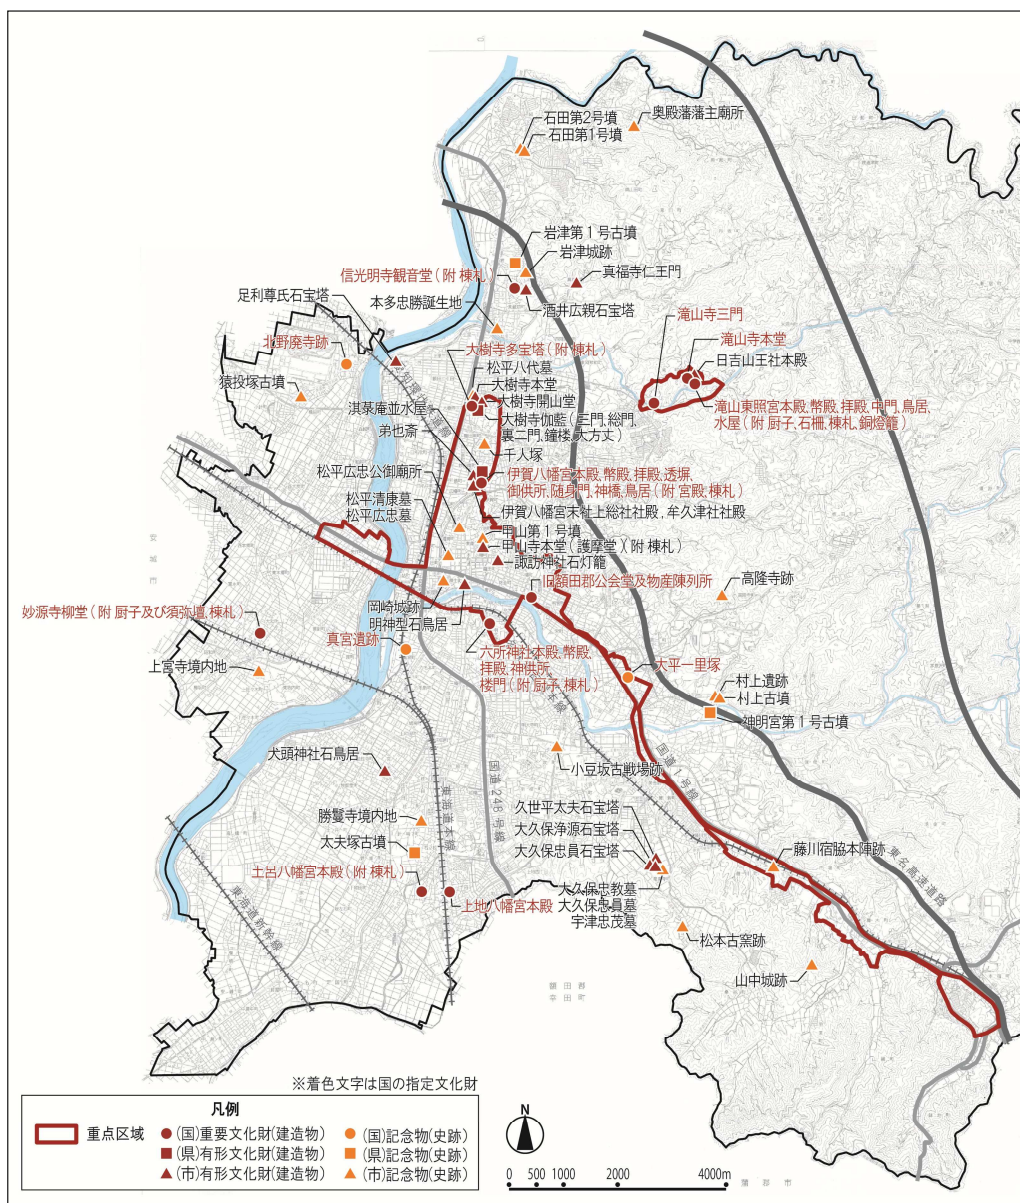 石田第2号墳
石田第1号墳
奥殿藩藩主廟所
岩津第1号古墳
岩津城跡
信光明寺観音堂(附 棟札)
真福寺仁王門
足利尊氏石宝塔
酒井広親石宝塔
本多忠勝誕生地
滝山寺三門
北野廃寺跡
滝山寺本堂
大樹寺多宝塔(附 棟札)
日吉山王社本殿
松平八代墓
猿投塚古墳
大樹寺本堂
大樹寺開山堂
滝山東照宮本殿,幣殿,拝殿,中門,鳥居,
水屋(附 厨子,石柵,棟札,銅燈籠)
淇菉庵並水屋
大樹寺伽藍(三門,総門,
裏二門,鐘楼,大方丈)
弟也斎
千人塚
松平広忠公御廟所
伊賀八幡宮本殿,幣殿,拝殿,透塀,
御供所,随身門,神橋,鳥居(附 宮殿,棟札)
松平清康墓
松平広忠墓
伊賀八幡宮末社上総社社殿,牟久津社社殿
甲山第1号墳
甲山寺本堂(護摩堂)(附 棟札)
諏訪神社石灯籠
旧額田郡公会堂及物産陳列所
高隆寺跡
岡崎城跡
明神型石鳥居
妙源寺柳堂(附 厨子及び須弥壇,棟札)
真宮遺跡
六所神社本殿,幣殿,
拝殿,神供所,
楼門(附 厨子,棟札)
大平一里塚
上宮寺境内地
村上遺跡
村上古墳
神明宮第1号古墳
犬頭神社石鳥居
小豆坂古戦場跡
国道1号線
国道248号線
東海道本線
勝鬘寺境内地
太夫塚古墳
久世平太夫石宝塔
大久保浄源石宝塔
大久保忠員石宝塔
藤川宿脇本陣跡
東名高速道路
土呂八幡宮本殿(附 棟札)
上地八幡宮本殿
大久保忠教墓
大久保忠員墓
宇津忠茂墓
東海道新幹線
松本古窯跡
山中城跡
額田郡
幸田町
※着色文字は国の指定文化財
凡例
重点区域
(国)重要文化財(建造物)
(県)有形文化財(建造物)
(市)有形文化財(建造物)
(国)記念物(史跡)
(県)記念物(史跡)
(市)記念物(史跡)
N
0 500 1000 2000 4000m
蒲郡市